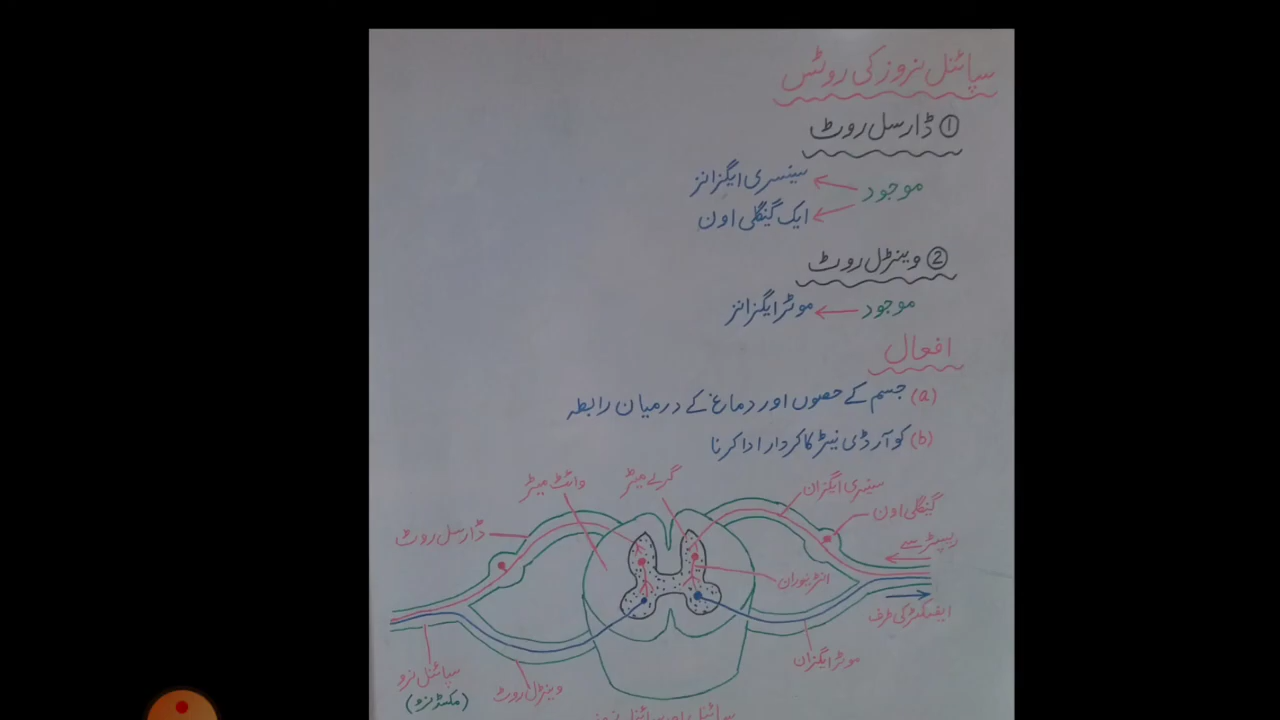 سپائنل نروز کی روٹس
① ڈارسل روٹ
موجود
سینسری ایگزانز
ایک گینگلی اون
② وینٹرل روٹ
موجود
موٹر ایگزانز
افعال
(a) جسم کے حصوں اور دماغ کے درمیان رابطہ
(b) کوآرڈی نیٹر کا کردار ادا کرنا
وائٹ میٹر
گرے میٹر
سینسری ایگزان
گینگلی اون
ڈارسل روٹ
ریسپٹر سے
انٹرنیوران
ایفیکٹر کی طرف
موٹر ایگزان
سپائنل نرو
(مکسڈ نرو)
وینٹرل روٹ